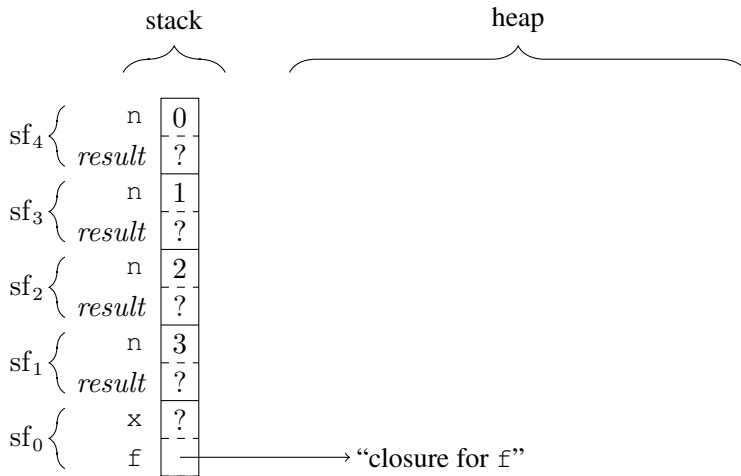 stack heap
n 0
sf₄
result ?
n 1
sf₃
result ?
n 2
sf₂
result ?
n 3
sf₁
result ?
x ?
sf₀
f “closure for f”